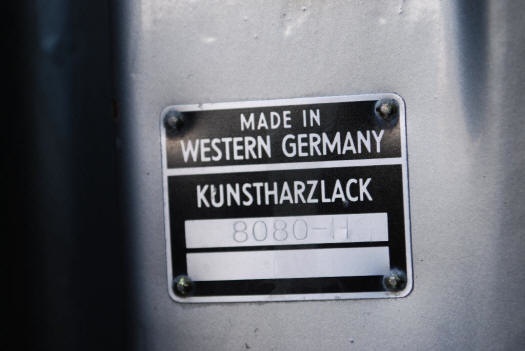 MADE IN
WESTERN GERMANY
KUNSTHARZLACK
8080-H